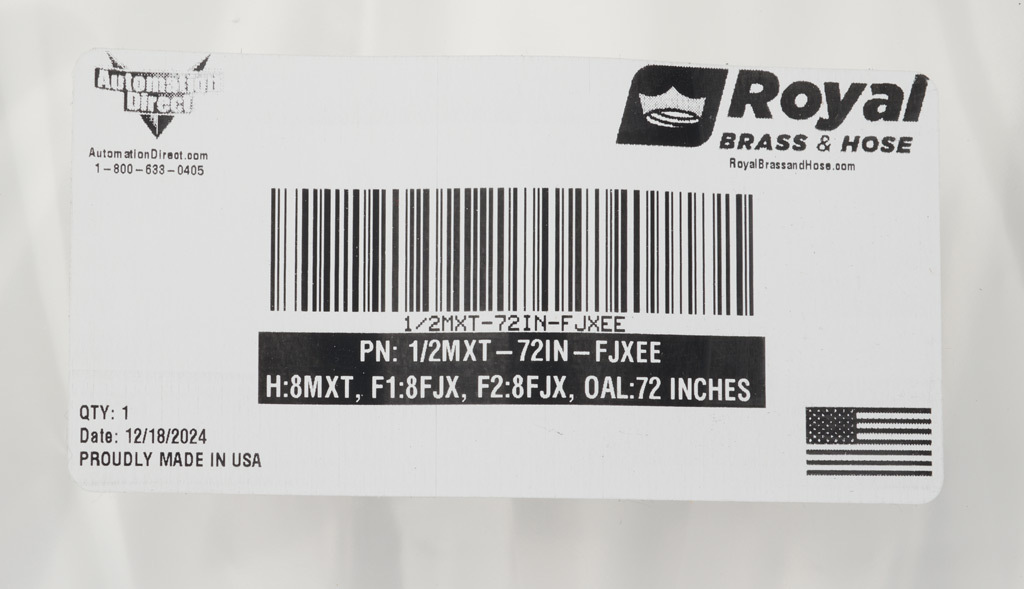 Automation
Direct
AutomationDirect.com
1-800-633-0405
Royal
BRASS & HOSE
RoyalBrassandHose.com
1/2MXT-72IN-FJXEE
PN: 1/2MXT-72IN-FJXEE
H:8MXT, F1:8FJX, F2:8FJX, OAL:72 INCHES
QTY: 1
Date: 12/18/2024
PROUDLY MADE IN USA